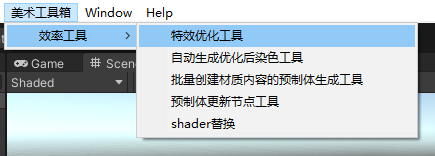 美术工具箱 Window Help
效率工具 特效优化工具
自动生成优化后染色工具
Game Scen
批量创建材质内容的预制体生成工具
Shaded
预制体更新节点工具
shader替换